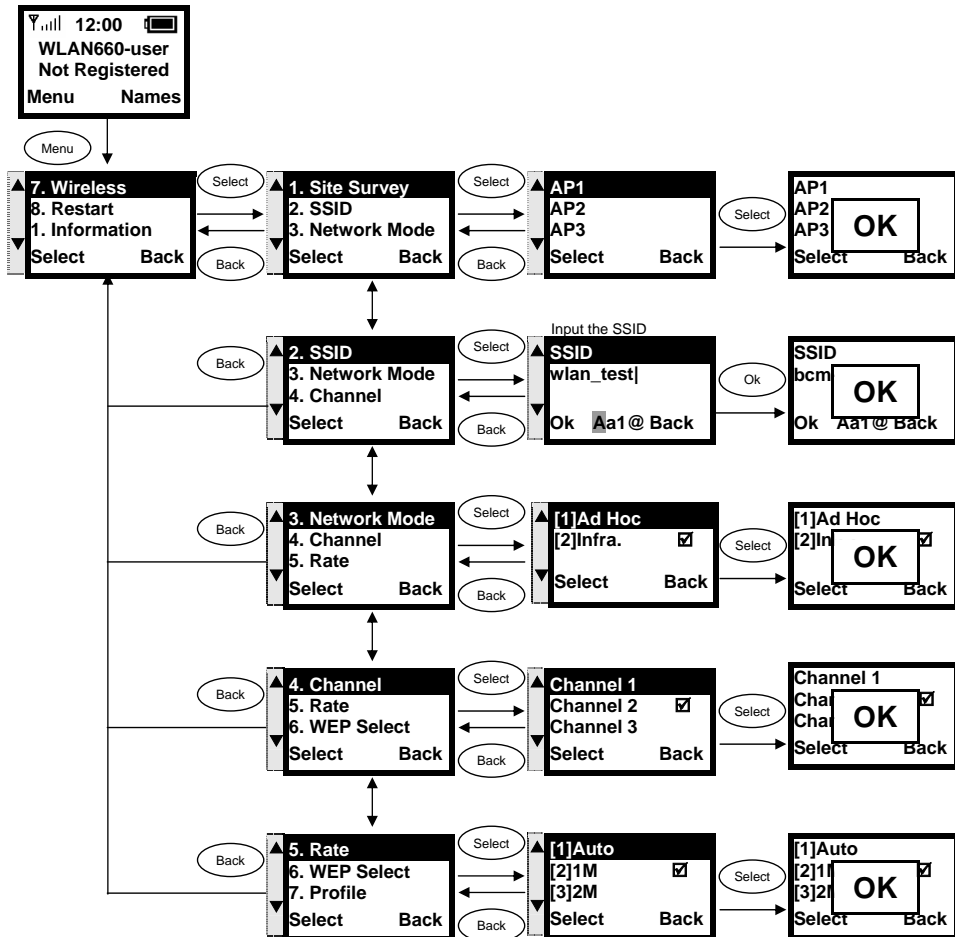 12:00
WLAN660-user
Not Registered
Menu Names
Menu
7. Wireless
8. Restart
1. Information
Select Back
Select
Back
1. Site Survey
2. SSID
3. Network Mode
Select Back
Select
Back
AP1
AP2
AP3
Select Back
Select
AP1
AP2
AP3
OK
Select Back
Back
2. SSID
3. Network Mode
4. Channel
Select Back
Select
Back
Input the SSID
SSID
wlan_test|
Ok Aa1@ Back
Ok
SSID
bcm
OK
Ok Aa1@ Back
Back
3. Network Mode
4. Channel
5. Rate
Select Back
Select
Back
[1]Ad Hoc
[2]Infra.
Select Back
Select
[1]Ad Hoc
[2]In
OK
Select Back
Back
4. Channel
5. Rate
6. WEP Select
Select Back
Select
Back
Channel 1
Channel 2
Channel 3
Select Back
Select
Channel 1
Cha
Cha
OK
Select Back
Back
5. Rate
6. WEP Select
7. Profile
Select Back
Select
Back
[1]Auto
[2]1M
[3]2M
Select Back
Select
[1]Auto
[2]1M
[3]2M
OK
Select Back